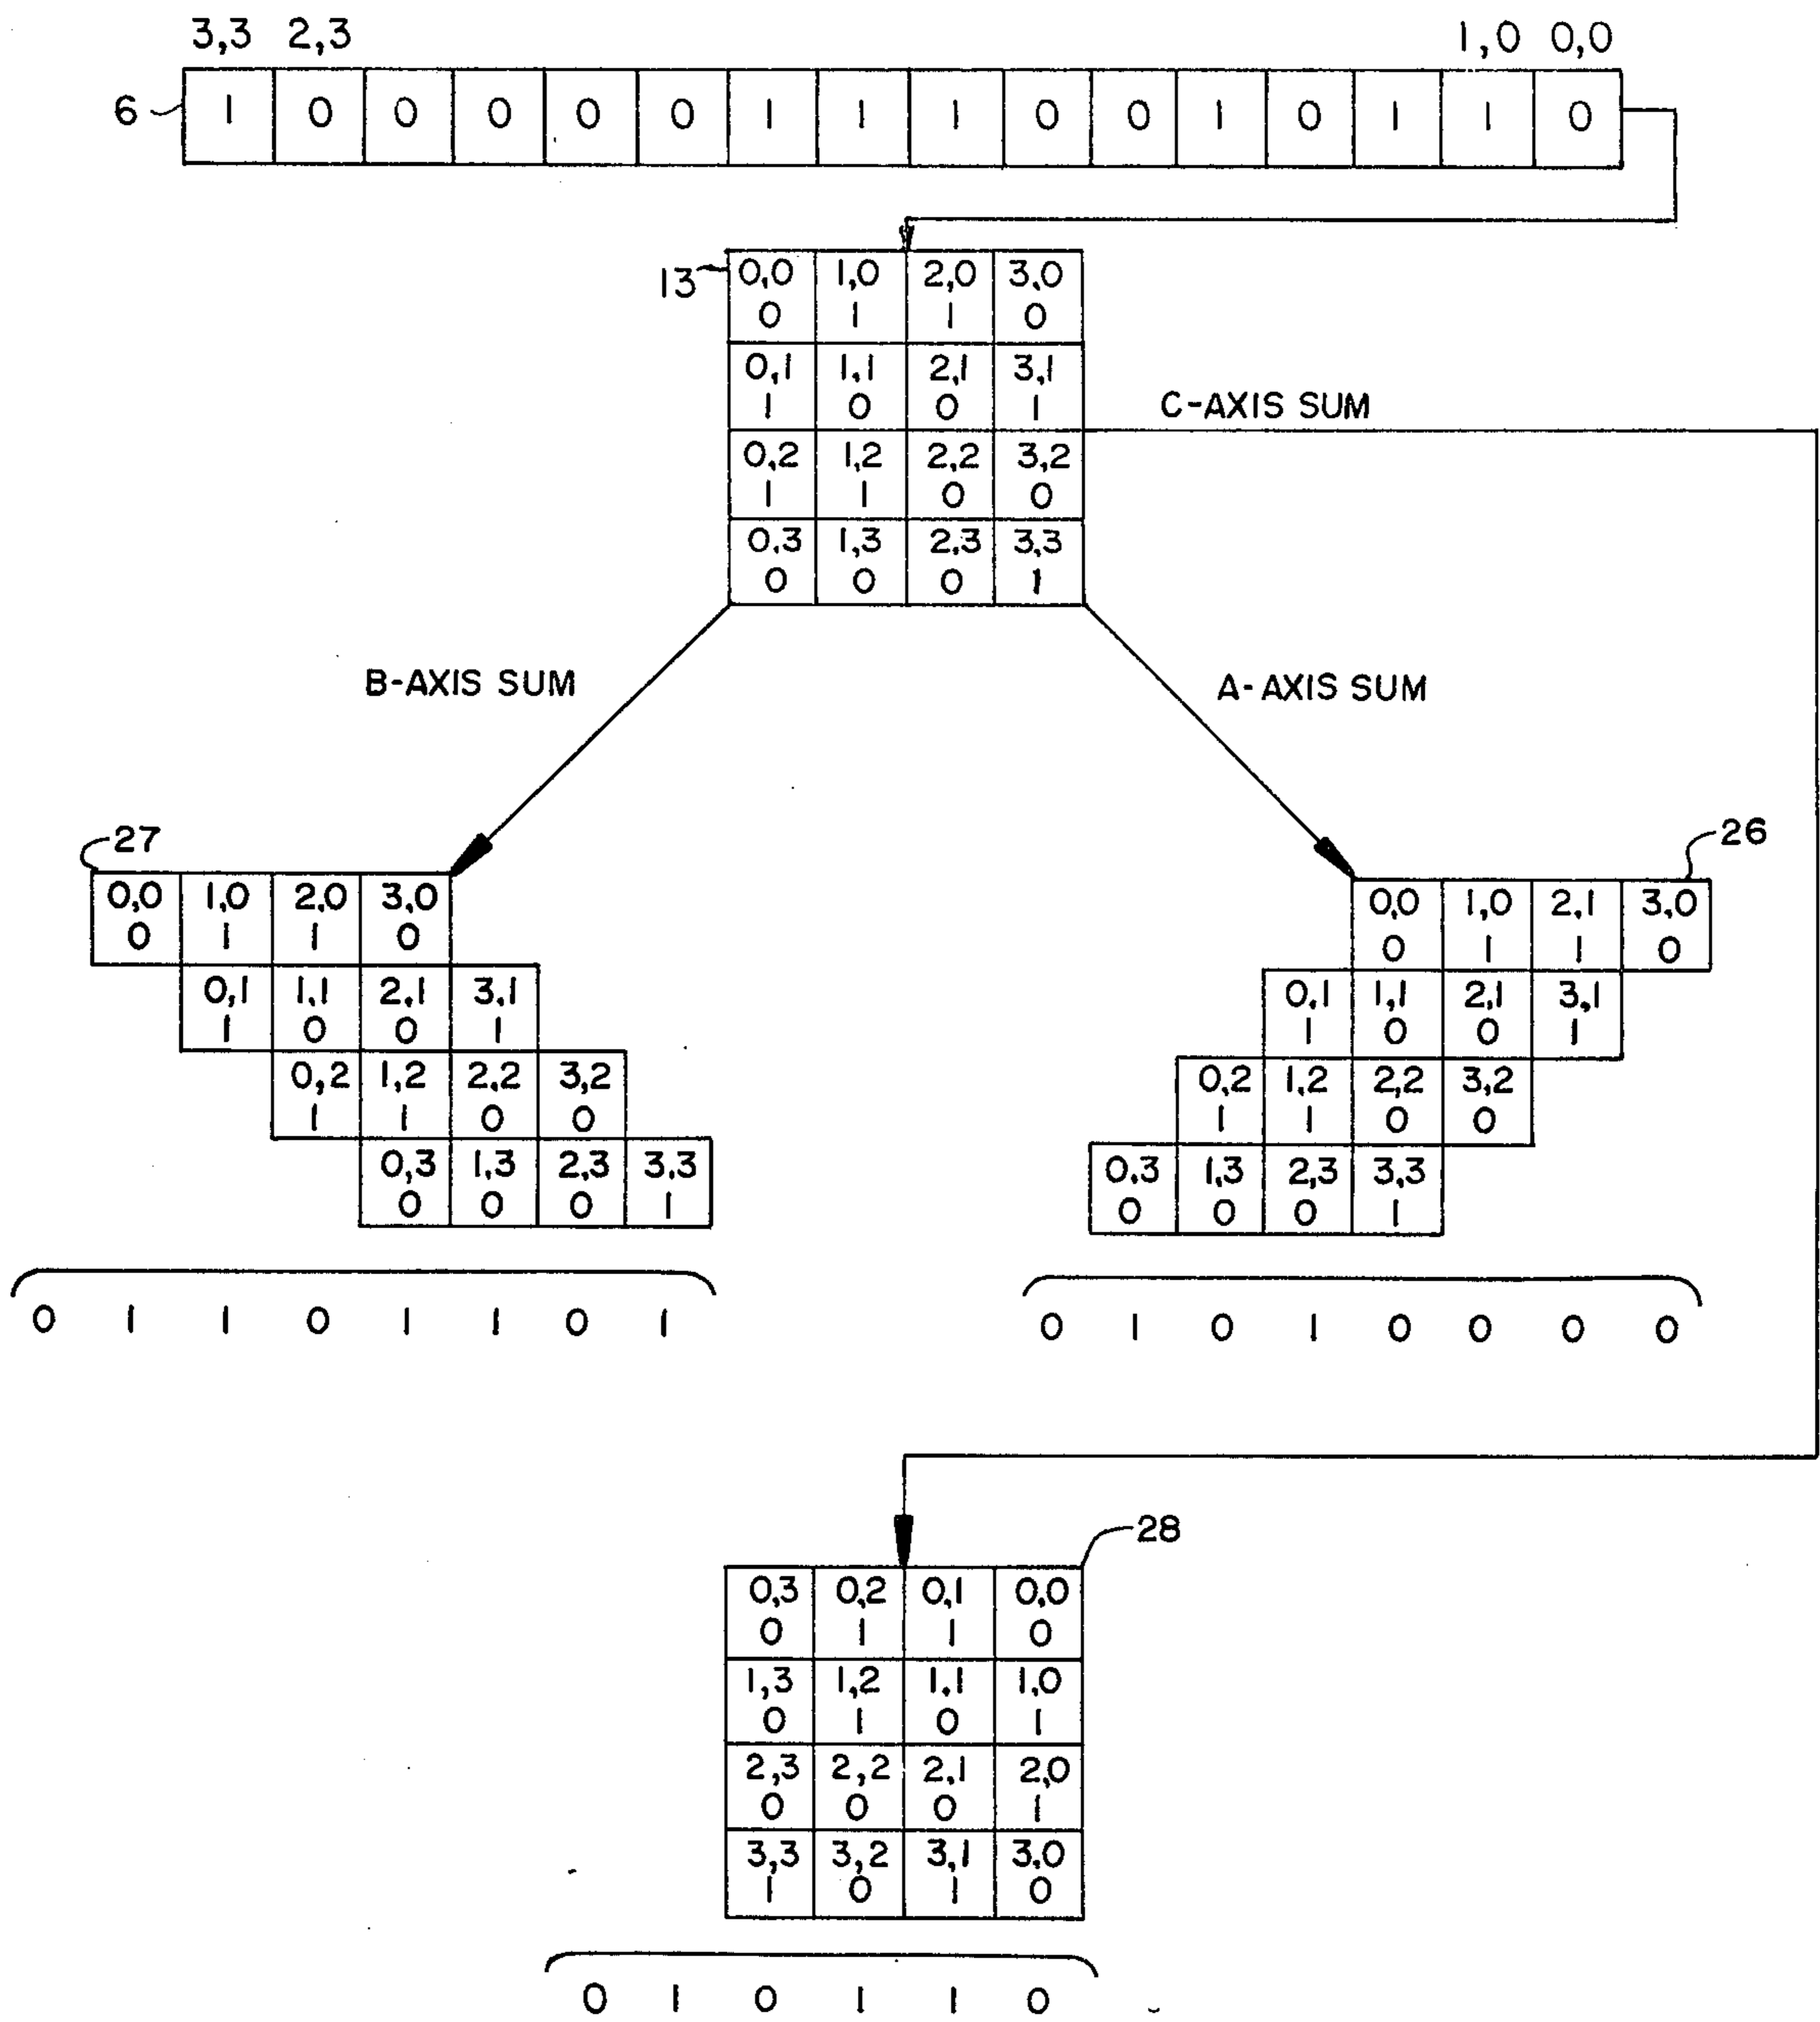 3,3 2,3 1,0 0,0
6 1 0 0 0 0 0 1 1 1 0 0 1 0 1 1 0
13 0,0 1,0 2,0 3,0
0 1 1 0
0,1 1,1 2,1 3,1
1 0 0 1
C-AXIS SUM
0,2 1,2 2,2 3,2
1 1 0 0
0,3 1,3 2,3 3,3
0 0 0 1
B-AXIS SUM
A-AXIS SUM
27
0,0 1,0 2,0 3,0
0 1 1 0
0,1 1,1 2,1 3,1
1 0 0 1
0,2 1,2 2,2 3,2
1 1 0 0
0,3 1,3 2,3 3,3
0 0 0 1
0 1 1 0 1 1 0 1
26
0,0 1,0 2,1 3,0
0 1 1 0
0,1 1,1 2,1 3,1
1 0 0 1
0,2 1,2 2,2 3,2
1 1 0 0
0,3 1,3 2,3 3,3
0 0 0 1
0 1 0 1 0 0 0 0
28
0,3 0,2 0,1 0,0
0 1 1 0
1,3 1,2 1,1 1,0
0 1 0 1
2,3 2,2 2,1 2,0
0 0 0 1
3,3 3,2 3,1 3,0
1 0 1 0
0 1 0 1 1 0